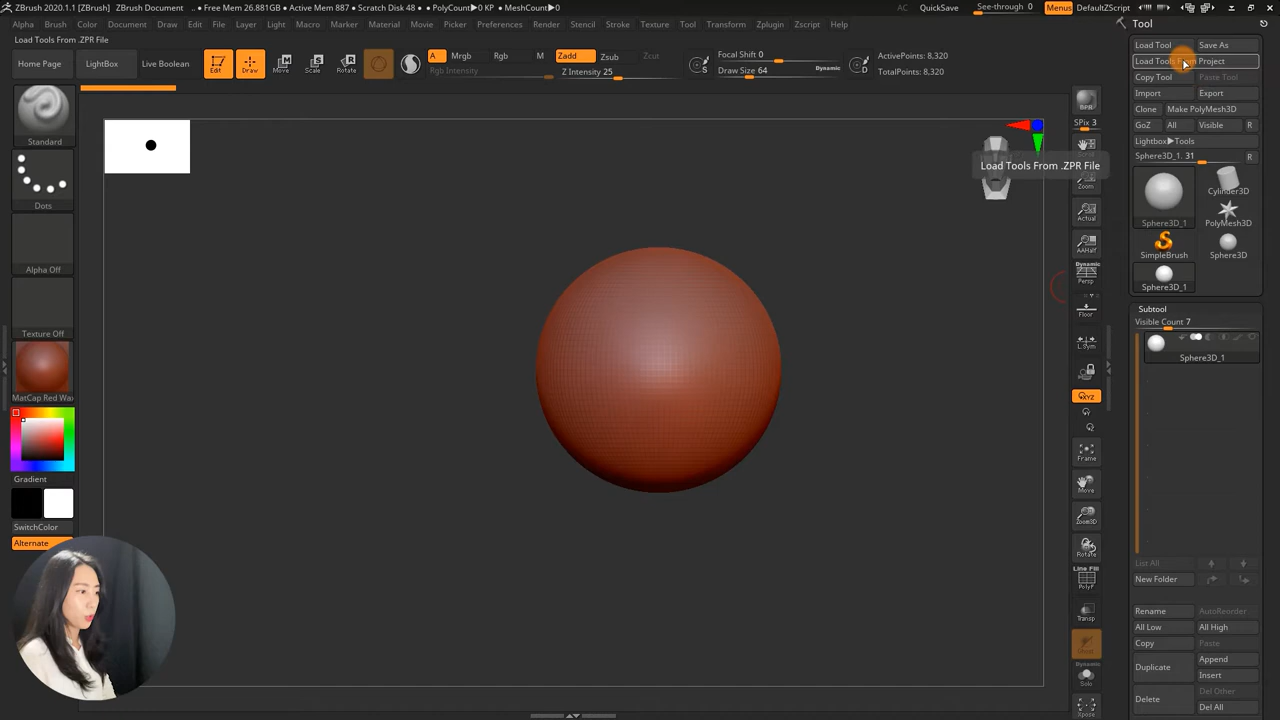 ZBrush 2020.1.1 [ZBrush] ZBrush Document • Free Mem 26.881GB • Active Mem 887 • Scratch Disk 48 • PolyCount▶0 KP • MeshCount▶0 AC QuickSave See-through 0 Menus DefaultZScript
Alpha Brush Color Document Draw Edit File Layer Light Macro Marker Material Movie Picker Preferences Render Stencil Stroke Texture Tool Transform Zplugin Zscript
Load Tools From .ZPR File
Home Page LightBox Live Boolean
Edit Draw Move Scale Rotate
A Mrgb Rgb M Zadd Zsub Zcut
Rgb Intensity Z Intensity 25
Focal Shift 0
Draw Size 64 Dynamic
S D
ActivePoints: 8,320
TotalPoints: 8,320
Standard
Dots
Alpha Off
Texture Off
MatCap Red Wax
Gradient
SwitchColor
Alternate
Load Tools From .ZPR File
BPR
SPix 3
Zoom
Actual
AAHalf
Dynamic
Persp
Floor
L.Sym
XYZ
Frame
Move
Zoom3D
Rotate
Line Fill
PolyF
Transp
Dynamic
Solo
Xpose
Tool
Load Tool Save As
Load Tools From Project
Copy Tool Paste Tool
Import Export
Clone Make PolyMesh3D
GoZ All Visible R
Lightbox▶Tools
Sphere3D_1. 31 R
Sphere3D_1 Cylinder3D
PolyMesh3D
SimpleBrush Sphere3D
Sphere3D_1
Subtool
Visible Count 7
Sphere3D_1
List All
New Folder
Rename AutoReorder
All Low All High
Copy Paste
Duplicate Append
Insert
Delete Del Other
Del All